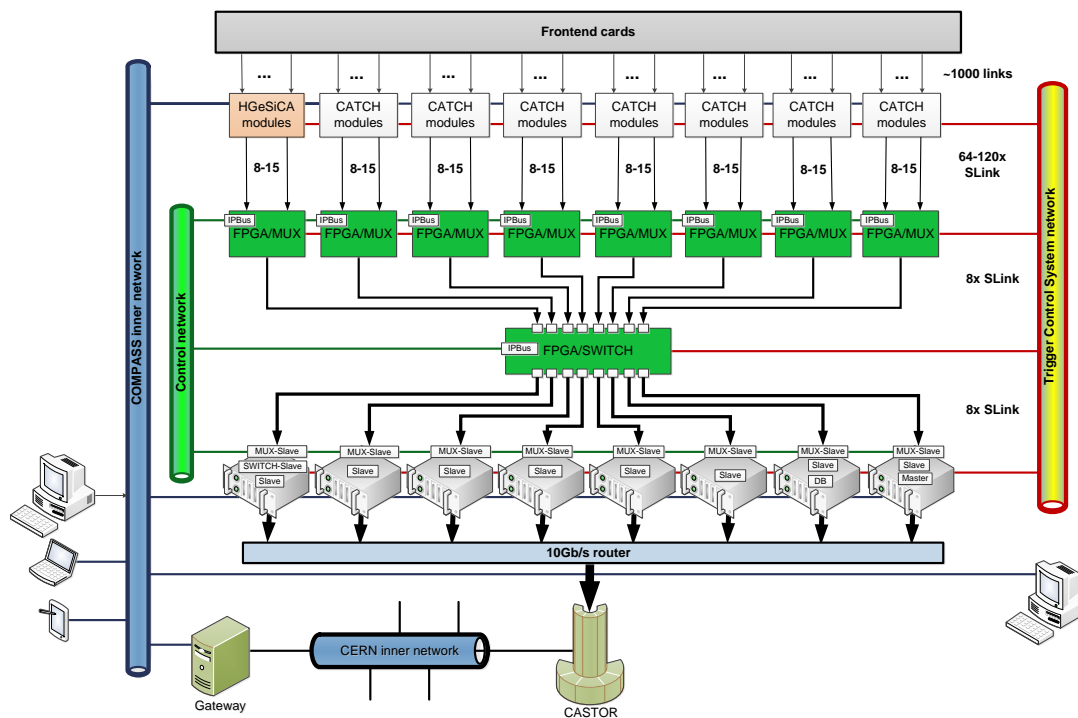 Frontend cards
... ... ... ... ... ... ... ...
~1000 links
HGeSiCA
modules
CATCH
modules
CATCH
modules
CATCH
modules
CATCH
modules
CATCH
modules
CATCH
modules
CATCH
modules
8-15 8-15 8-15 8-15 8-15 8-15 8-15 8-15
64-120x
SLink
IPBus IPBus IPBus IPBus IPBus IPBus IPBus IPBus
FPGA/MUX FPGA/MUX FPGA/MUX FPGA/MUX FPGA/MUX FPGA/MUX FPGA/MUX FPGA/MUX
8x SLink
COMPASS inner network
Control network
Trigger Control System network
IPBus
FPGA/SWITCH
8x SLink
MUX-Slave MUX-Slave MUX-Slave MUX-Slave MUX-Slave MUX-Slave MUX-Slave MUX-Slave
SWITCH-Slave
Slave
Slave
Slave
Slave
Slave
Slave
Slave
DB
Slave
Master
10Gb/s router
CERN inner network
Gateway
CASTOR